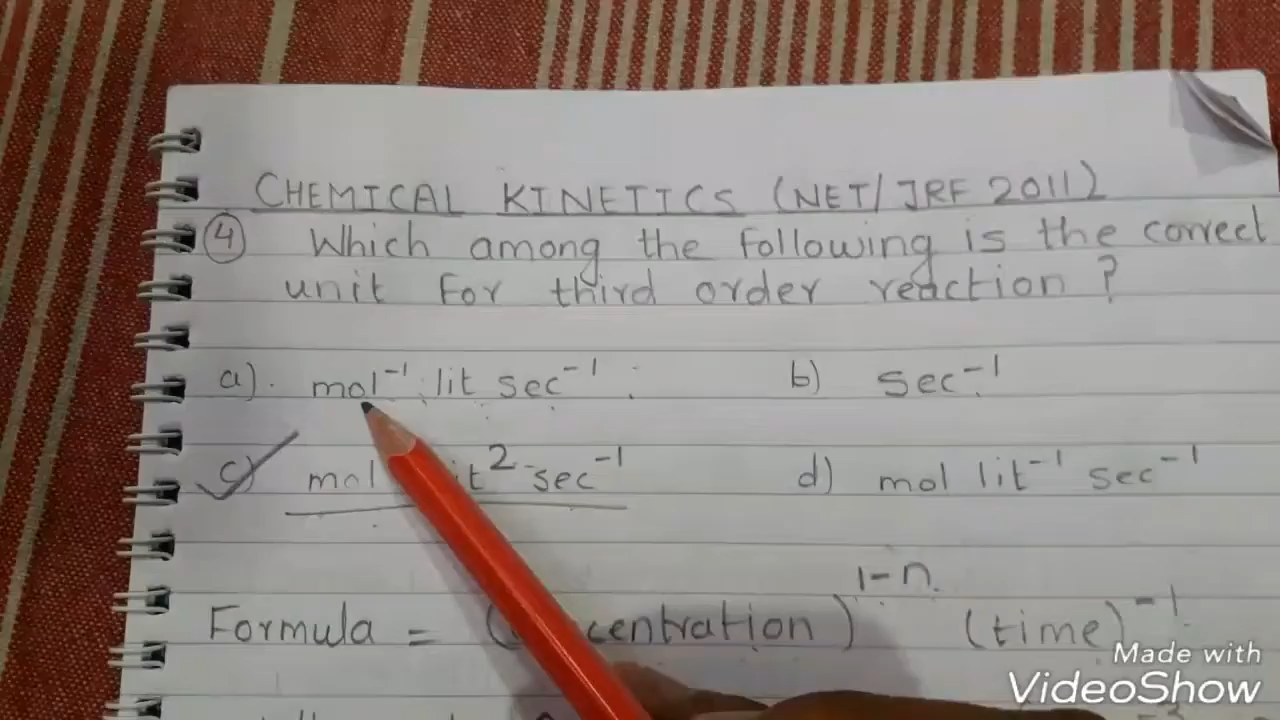 CHEMICAL KINETICS (NET/JRF 2011)
④ Which among the following is the correct
unit for third order reaction ?
a). mol⁻¹ lit sec⁻¹ : b) sec⁻¹
c) lit² sec⁻¹ d) mol lit⁻¹ sec⁻¹
Formula = ( )¹⁻ⁿ (time)⁻¹
Made with
VideoShow